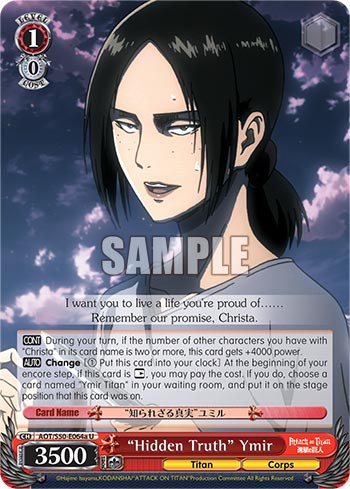 LEVEL
1
0
COST
SAMPLE
I want you to live a life you're proud of……
Remember our promise, Christa.
CONT During your turn, if the number of other characters you have with
"Christa" in its card name is two or more, this card gets +4000 power.
AUTO Change [① Put this card into your clock] At the beginning of your
encore step, if this card is, you may pay the cost. If you do, choose a
card named "Ymir Titan" in your waiting room, and put it on the stage
position that this card was on.
Card Name "知られざる真実"ユミル
CH AOT/S50-E064a U
3500
POWER
"Hidden Truth" Ymir
Attack on Titan
進撃の巨人
Titan Corps
©Hajime Isayama,KODANSHA/"ATTACK ON TITAN"Production Committee.All Rights Reserved.